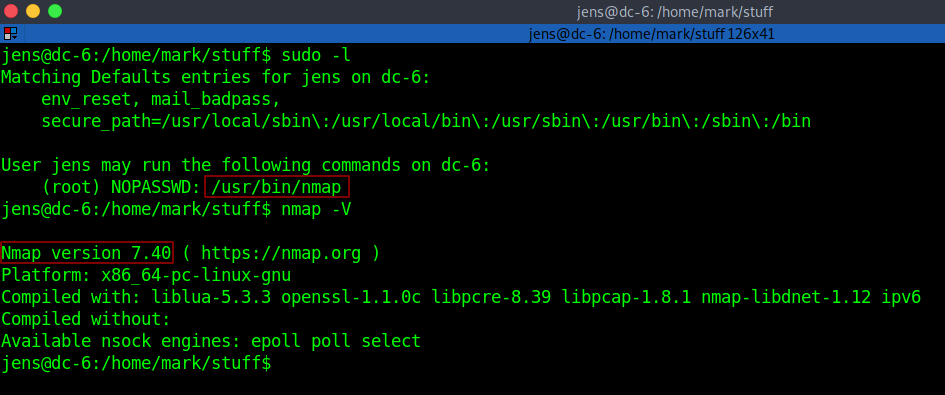 jens@dc-6: /home/mark/stuff
jens@dc-6: /home/mark/stuff 126x41
jens@dc-6:/home/mark/stuff$ sudo -l
Matching Defaults entries for jens on dc-6:
    env_reset, mail_badpass,
    secure_path=/usr/local/sbin\:/usr/local/bin\:/usr/sbin\:/usr/bin\:/sbin\:/bin

User jens may run the following commands on dc-6:
    (root) NOPASSWD: /usr/bin/nmap
jens@dc-6:/home/mark/stuff$ nmap -V

Nmap version 7.40 ( https://nmap.org )
Platform: x86_64-pc-linux-gnu
Compiled with: liblua-5.3.3 openssl-1.1.0c libpcre-8.39 libpcap-1.8.1 nmap-libdnet-1.12 ipv6
Compiled without:
Available nsock engines: epoll poll select
jens@dc-6:/home/mark/stuff$